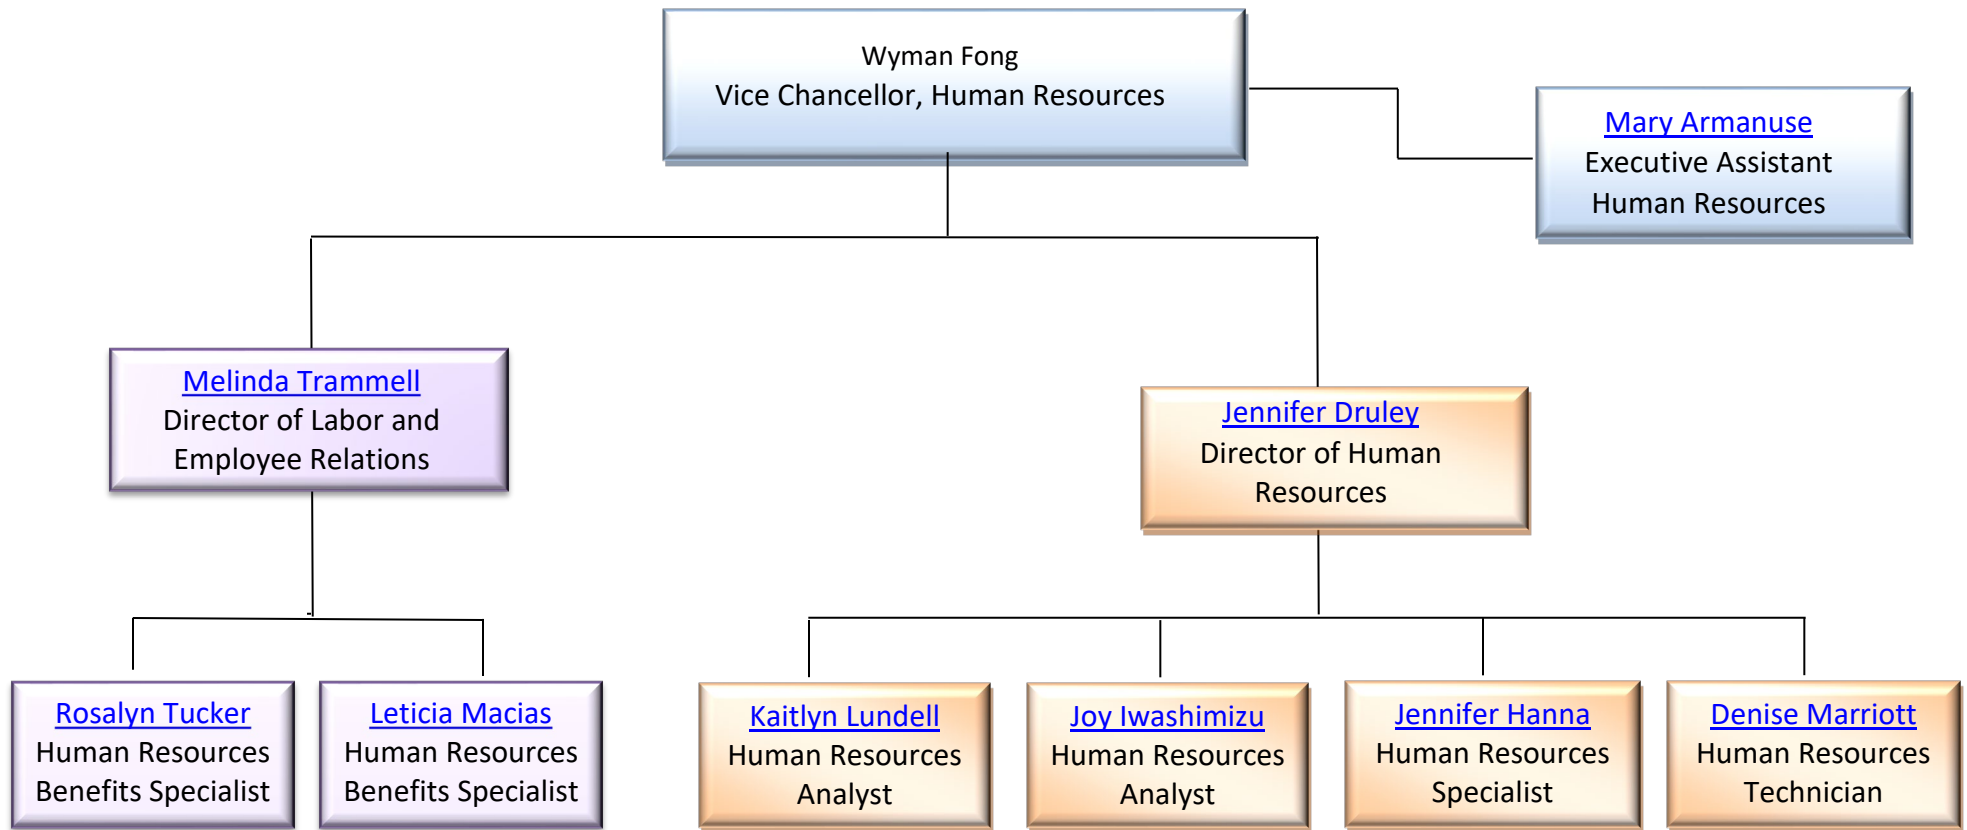 Wyman Fong
Vice Chancellor, Human Resources
Mary Armanuse
Executive Assistant
Human Resources
Melinda Trammell
Director of Labor and
Employee Relations
Jennifer Druley
Director of Human
Resources
Rosalyn Tucker
Human Resources
Benefits Specialist
Leticia Macias
Human Resources
Benefits Specialist
Kaitlyn Lundell
Human Resources
Analyst
Joy Iwashimizu
Human Resources
Analyst
Jennifer Hanna
Human Resources
Specialist
Denise Marriott
Human Resources
Technician